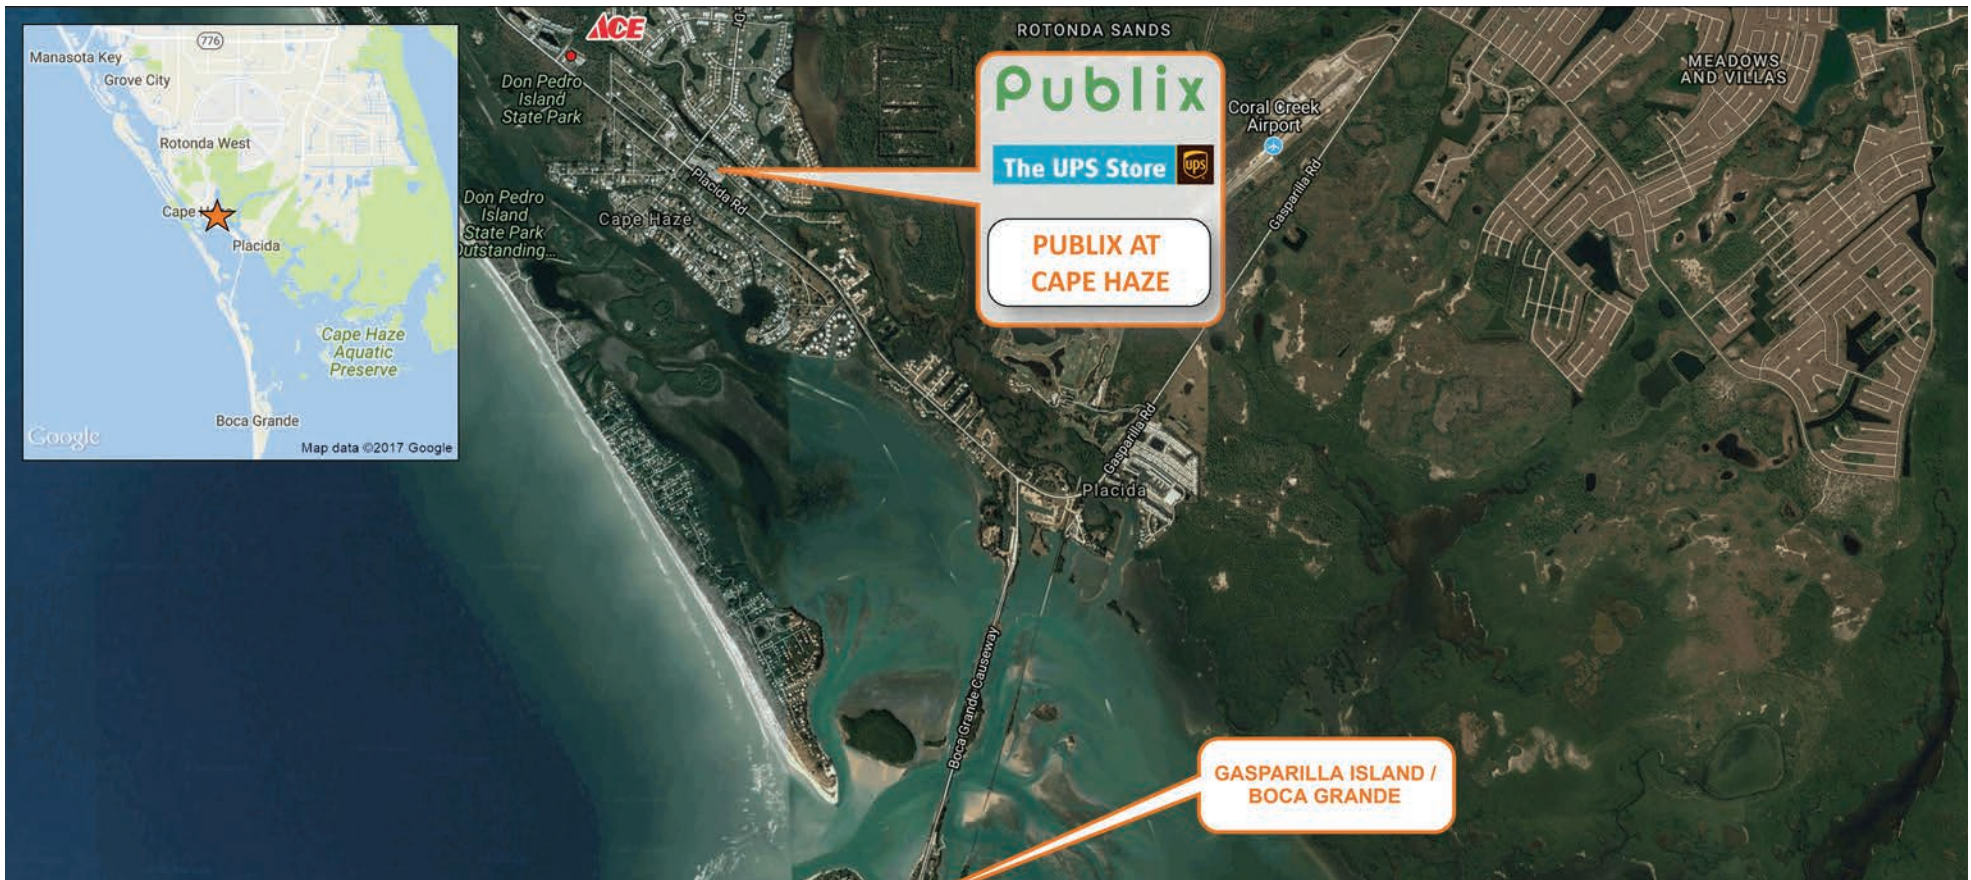 776
Manasota Key
Grove City
Rotonda West
Cape
Placida
Cape Haze
Aquatic
Preserve
Boca Grande
Google
Map data ©2017 Google
ACE
Don Pedro
Island
State Park
Don Pedro
Island
State Park
Outstanding...
Cape Haze
Placida Rd
ROTONDA SANDS
Publix
The UPS Store
ups
PUBLIX AT
CAPE HAZE
Coral Creek
Airport
Gasparilla Rd
MEADOWS
AND VILLAS
Gasparilla Rd
Placida
Boca Grande Causeway
GASPARILLA ISLAND /
BOCA GRANDE